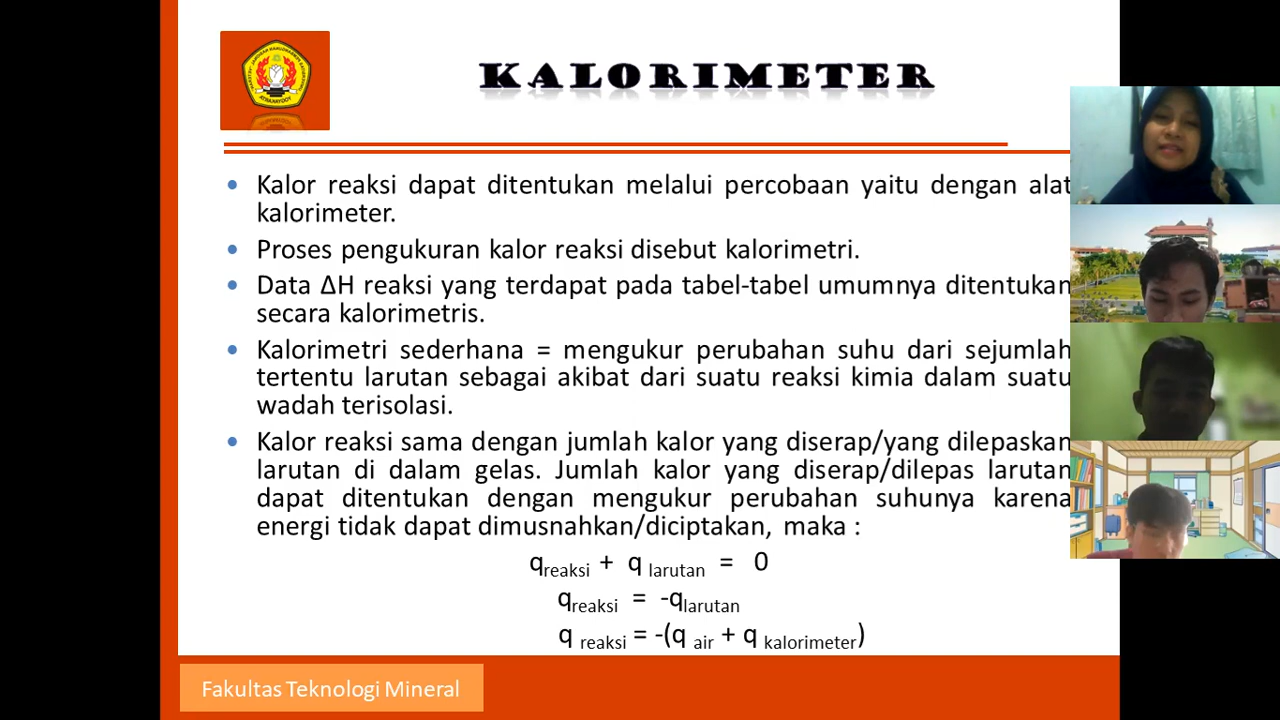 KALORIMETER
• Kalor reaksi dapat ditentukan melalui percobaan yaitu dengan alat
kalorimeter.
• Proses pengukuran kalor reaksi disebut kalorimetri.
• Data ΔH reaksi yang terdapat pada tabel-tabel umumnya ditentukan
secara kalorimetris.
• Kalorimetri sederhana = mengukur perubahan suhu dari sejumlah
tertentu larutan sebagai akibat dari suatu reaksi kimia dalam suatu
wadah terisolasi.
• Kalor reaksi sama dengan jumlah kalor yang diserap/yang dilepaskan
larutan di dalam gelas. Jumlah kalor yang diserap/dilepas larutan
dapat ditentukan dengan mengukur perubahan suhunya karena
energi tidak dapat dimusnahkan/diciptakan, maka :
q reaksi + q larutan = 0
q reaksi = -q larutan
q reaksi = -(q air + q kalorimeter)
Fakultas Teknologi Mineral